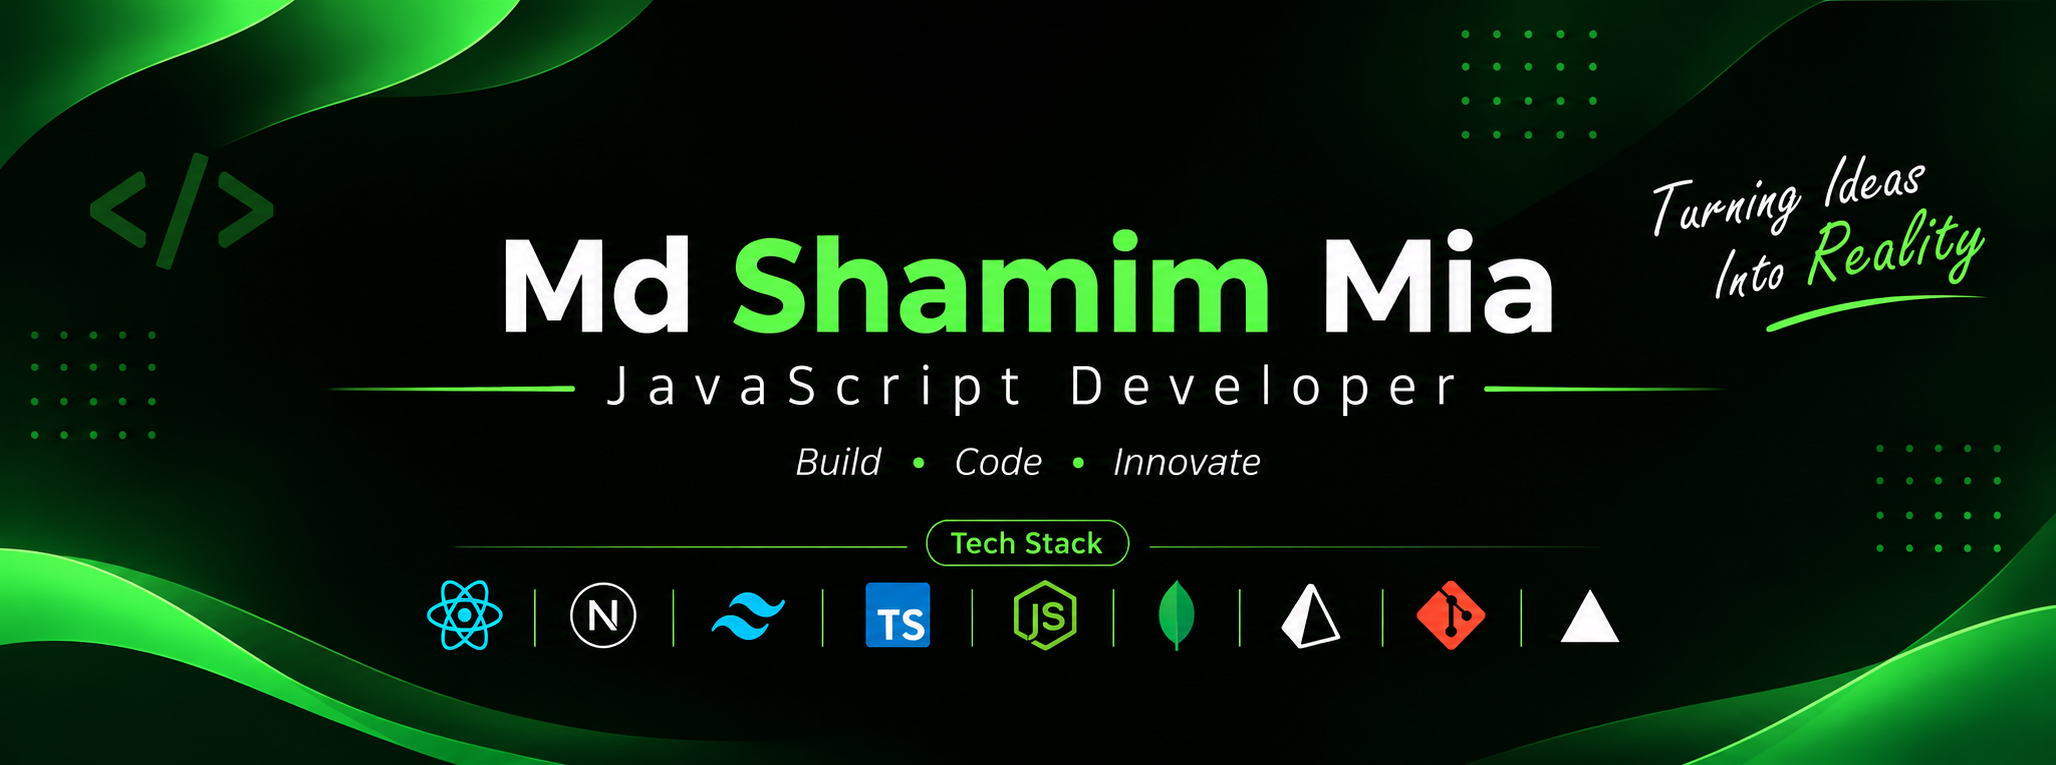 </>
Turning Ideas
Into Reality
Md Shamim Mia
JavaScript Developer
Build • Code • Innovate
Tech Stack
N
TS
JS